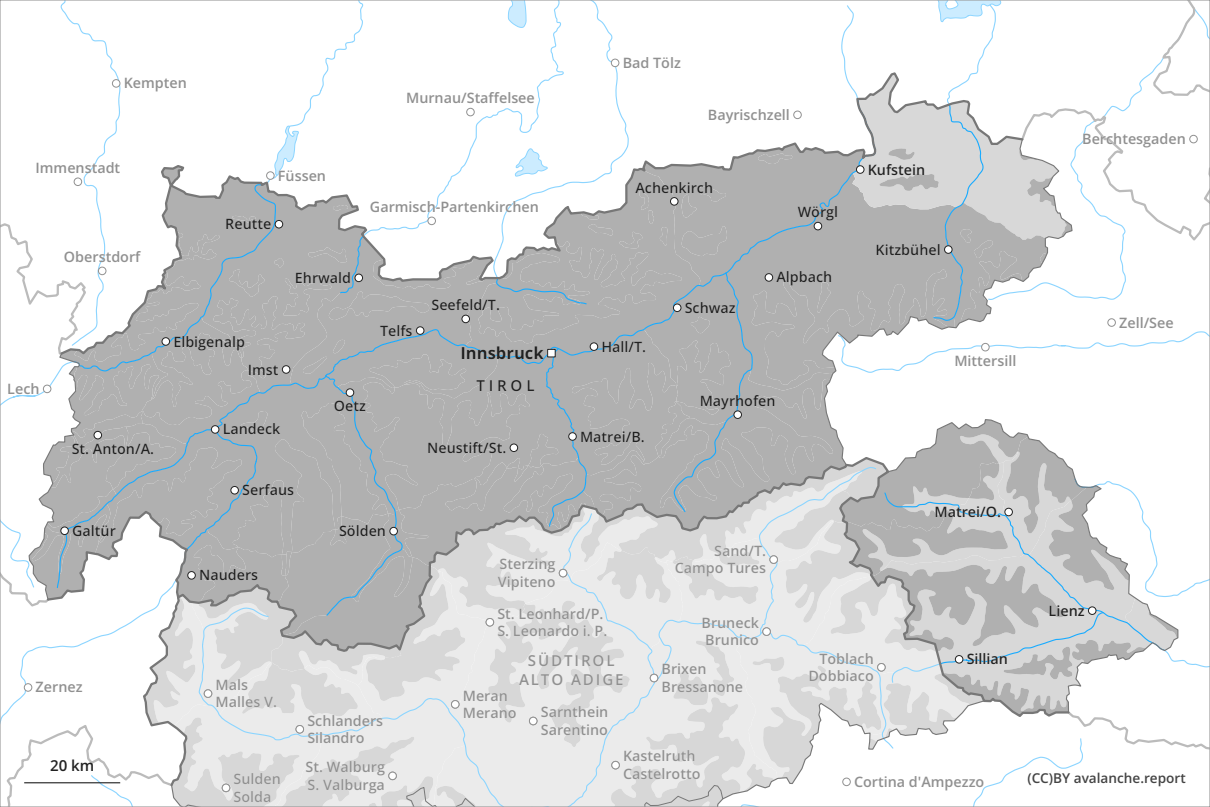 Kempten
Bad Tölz
Murnau/Staffelsee
Bayrischzell
Berchtesgaden
Immenstadt
Füssen
Kufstein
Achenkirch
Garmisch-Partenkirchen
Wörgl
Reutte
Kitzbühel
Oberstdorf
Ehrwald
Alpbach
Seefeld/T.
Schwaz
Telfs
Zell/See
Elbigenalp
Innsbruck
Hall/T.
Mittersill
Imst
TIROL
Lech
Oetz
Mayrhofen
Landeck
Matrei/B.
St. Anton/A.
Neustift/St.
Serfaus
Matrei/O.
Galtür
Sölden
Sand/T.
Campo Tures
Sterzing
Vipiteno
Nauders
Lienz
St. Leonhard/P.
S. Leonardo i. P.
Bruneck
Brunico
SÜDTIROL
ALTO ADIGE
Toblach
Dobbiaco
Sillian
Brixen
Bressanone
Zernez
Mals
Malles V.
Meran
Merano
Sarnthein
Sarentino
Schlanders
Silandro
Kastelruth
Castelrotto
St. Walburg
S. Valburga
20 km
Sulden
Solda
Cortina d'Ampezzo
(CC)BY avalanche.report